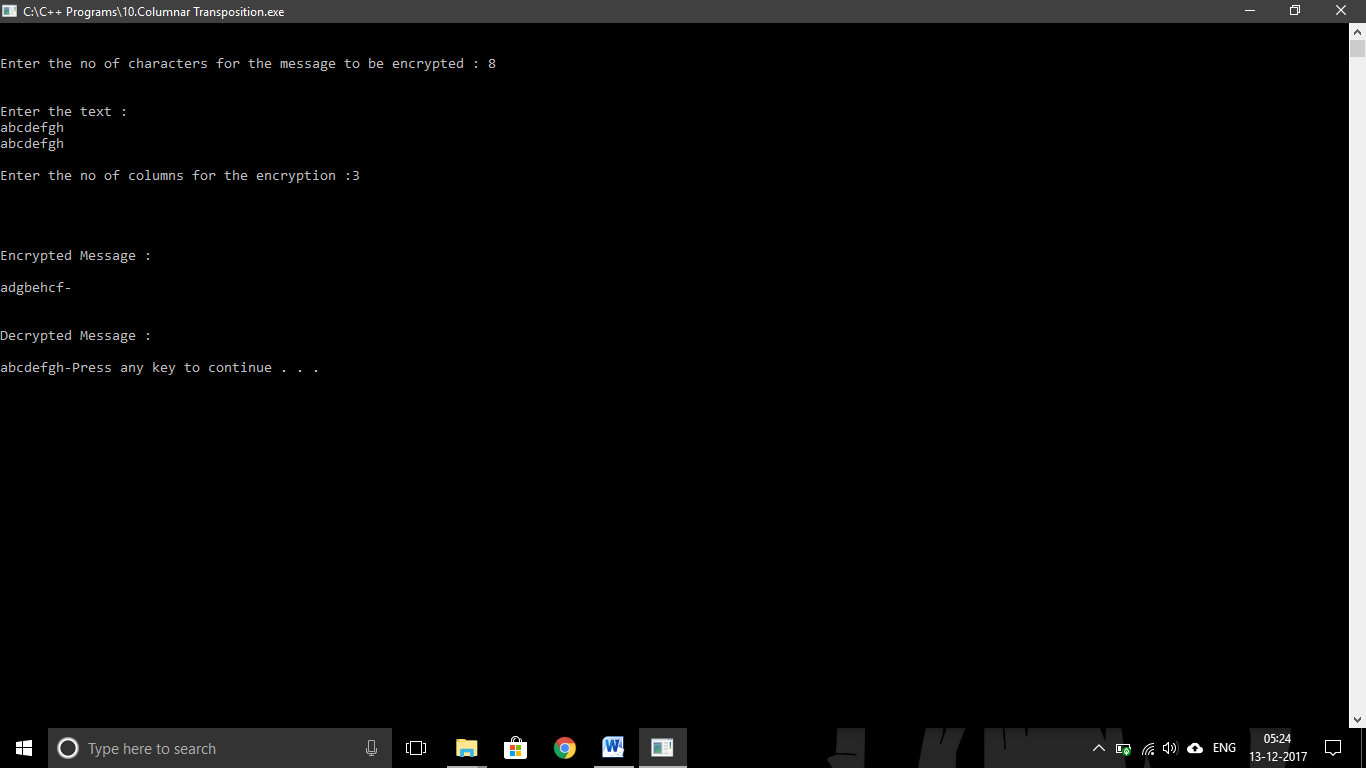 C:\C++ Programs\10.Columnar Transposition.exe
Enter the no of characters for the message to be encrypted : 8
Enter the text :
abcdefgh
abcdefgh
Enter the no of columns for the encryption :3
Encrypted Message :
adgbehcf-
Decrypted Message :
abcdefgh-Press any key to continue . . .
Type here to search
ENG
05:24
13-12-2017